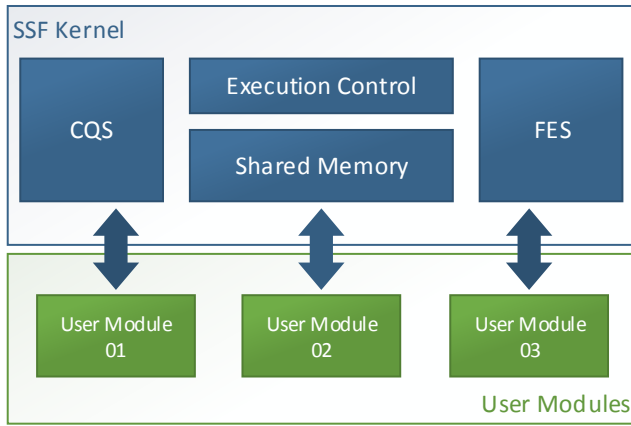 SSF Kernel
CQS
Execution Control
Shared Memory
FES
User Module
01
User Module
02
User Module
03
User Modules